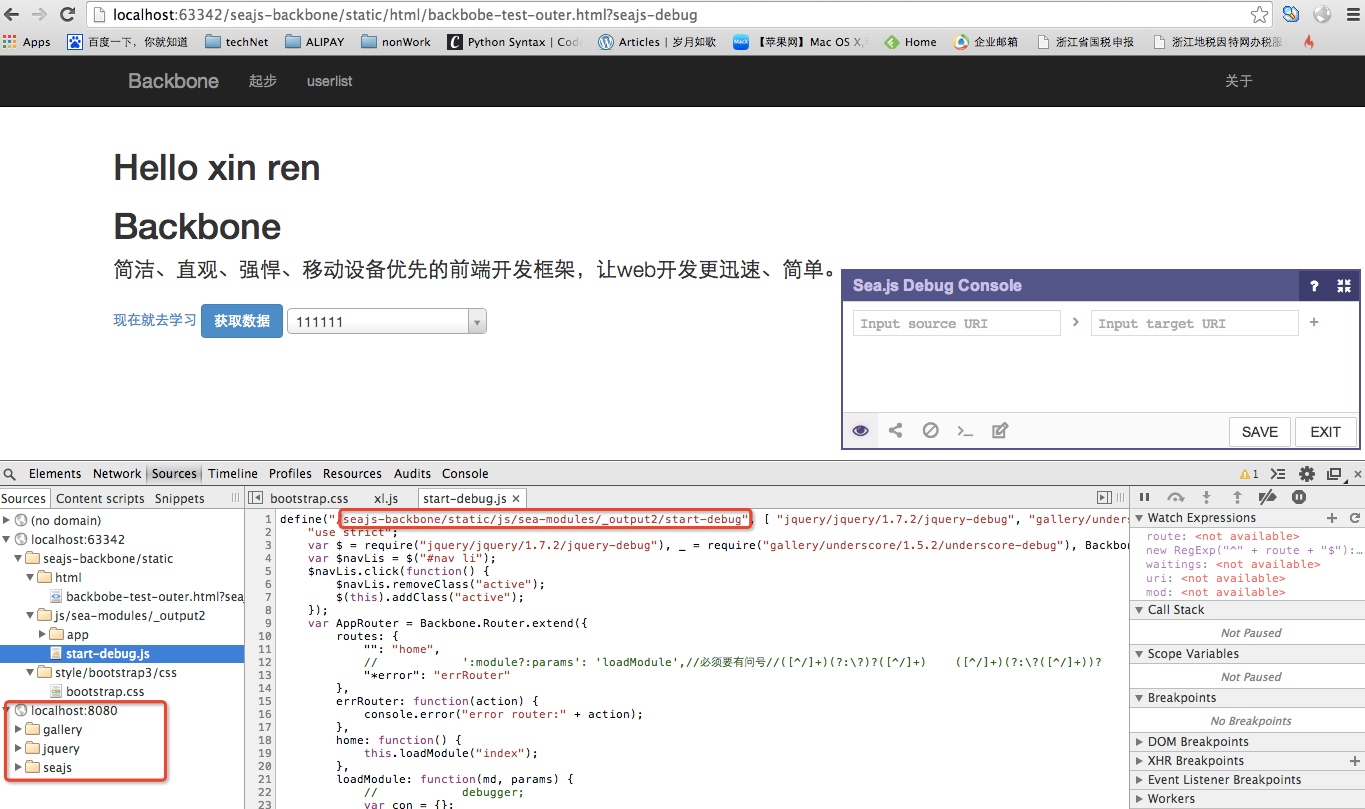 localhost:63342/seajs-backbone/static/html/backbobe-test-outer.html?seajs-debug
Apps 百度一下，你就知道 techNet ALIPAY nonWork Python Syntax | Cod Articles | 岁月如歌 【苹果网】Mac OS X, Home 企业邮箱 浙江省国税申报 浙江地税因特网办税服
Backbone 起步 userlist 关于
Hello xin ren
Backbone
简洁、直观、强悍、移动设备优先的前端开发框架，让web开发更迅速、简单。
现在就去学习 获取数据 111111
Sea.js Debug Console ?
Input source URI > Input target URI +
SAVE EXIT
Elements Network Sources Timeline Profiles Resources Audits Console 1
Sources Content scripts Snippets bootstrap.css xl.js start-debug.js ×
(no domain)
localhost:63342
seajs-backbone/static
html
backbobe-test-outer.html?sea
js/sea-modules/_output2
app
start-debug.js
style/bootstrap3/css
bootstrap.css
localhost:8080
gallery
jquery
seajs
1 define("/seajs-backbone/static/js/sea-modules/_output2/start-debug", [ "jquery/jquery/1.7.2/jquery-debug", "gallery/unders
2 "use strict";
3 var $ = require("jquery/jquery/1.7.2/jquery-debug"), _ = require("gallery/underscore/1.5.2/underscore-debug"), Backbon
4 var $navLis = $("#nav li");
5 $navLis.click(function() {
6 $navLis.removeClass("active");
7 $(this).addClass("active");
8 });
9 var AppRouter = Backbone.Router.extend({
10 routes: {
11 "": "home",
12 // ':module?:params': 'loadModule',//必须要有问号//([^/]+)(?:\?)?([^/]+) ([^/]+)(?:\?([^/]+))?
13 "*error": "errRouter"
14 },
15 errRouter: function(action) {
16 console.error("error router:" + action);
17 },
18 home: function() {
19 this.loadModule("index");
20 },
21 loadModule: function(md, params) {
22 // debugger;
23 var con = {};
Watch Expressions
route: <not available>
new RegExp("^" + route + "$"):…
waitings: <not available>
uri: <not available>
mod: <not available>
Call Stack
Not Paused
Scope Variables
Not Paused
Breakpoints
No Breakpoints
DOM Breakpoints
XHR Breakpoints
Event Listener Breakpoints
Workers